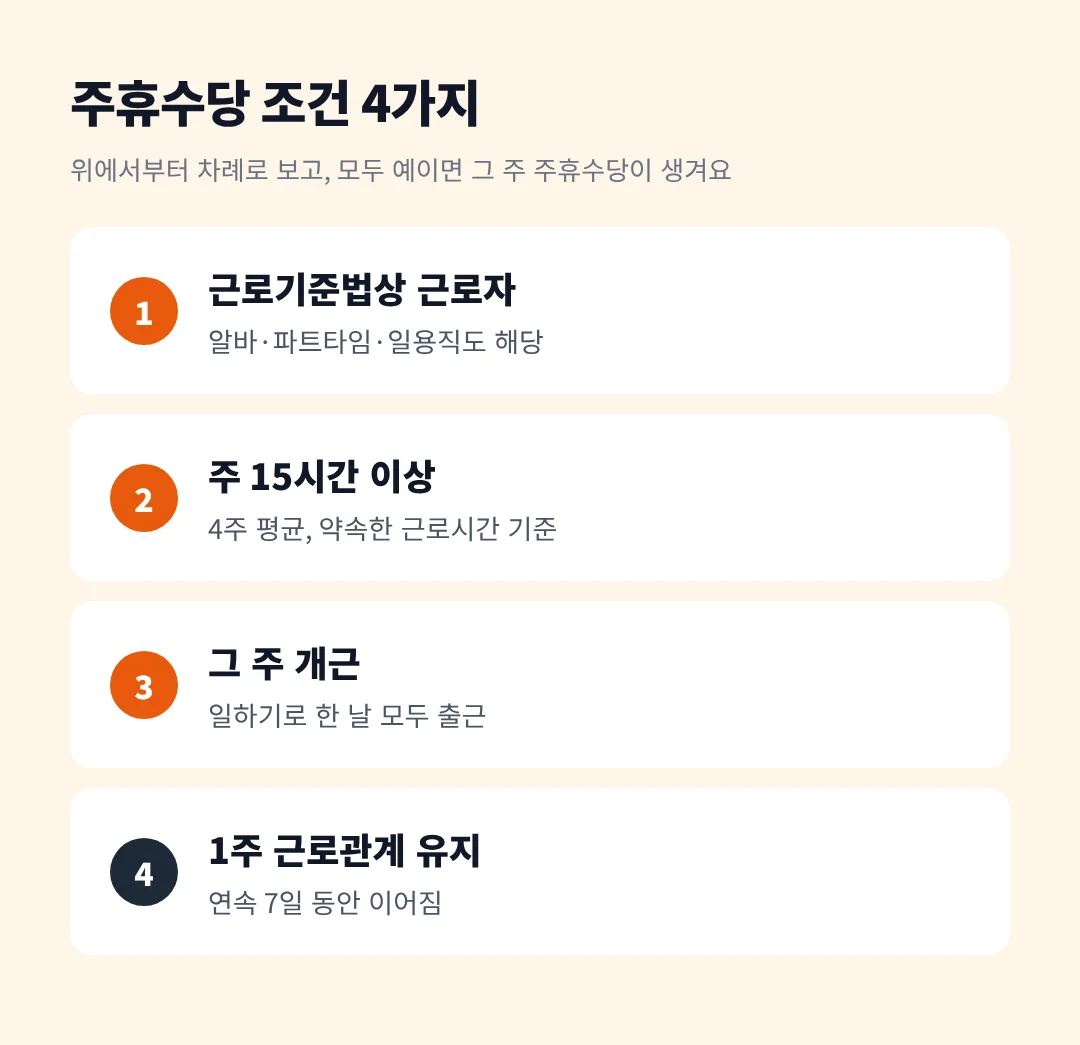 주휴수당 조건 4가지
위에서부터 차례로 보고, 모두 예이면 그 주 주휴수당이 생겨요
1
근로기준법상 근로자
알바·파트타임·일용직도 해당
2
주 15시간 이상
4주 평균, 약속한 근로시간 기준
3
그 주 개근
일하기로 한 날 모두 출근
4
1주 근로관계 유지
연속 7일 동안 이어짐